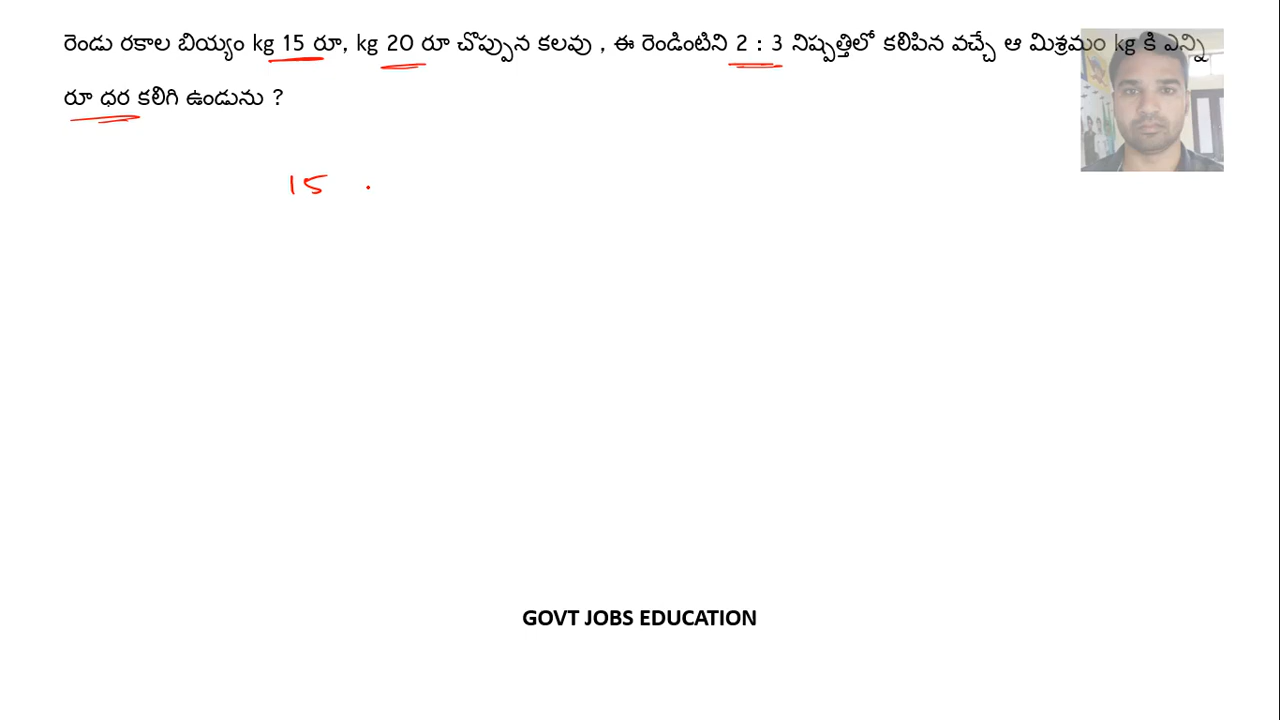 రెండు రకాల బియ్యం kg 15 రూ, kg 20 రూ చొప్పున కలవు , ఈ రెండింటిని 2 : 3 నిష్పత్తిలో కలిపిన వచ్చే ఆ మిశ్రమం kg కి ఎన్ని
రూ ధర కలిగి ఉండును ?
15
GOVT JOBS EDUCATION